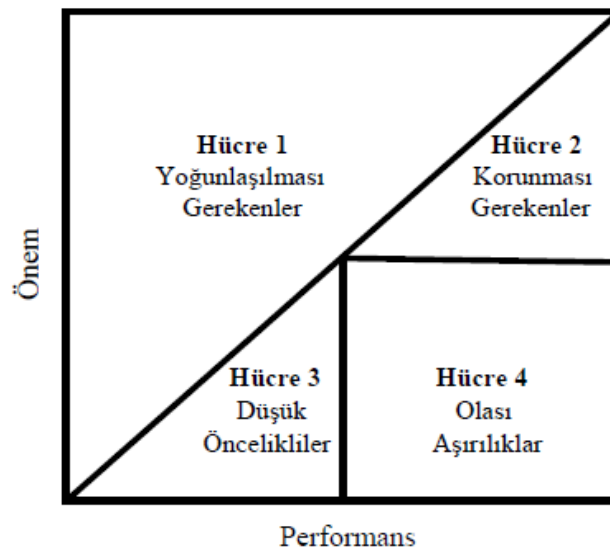 Hücre 1
Yoğunlaşılması
Gerekenler
Hücre 2
Korunması
Gerekenler
Önem
Hücre 3
Düşük
Öncelikliler
Hücre 4
Olası
Aşırılıklar
Performans